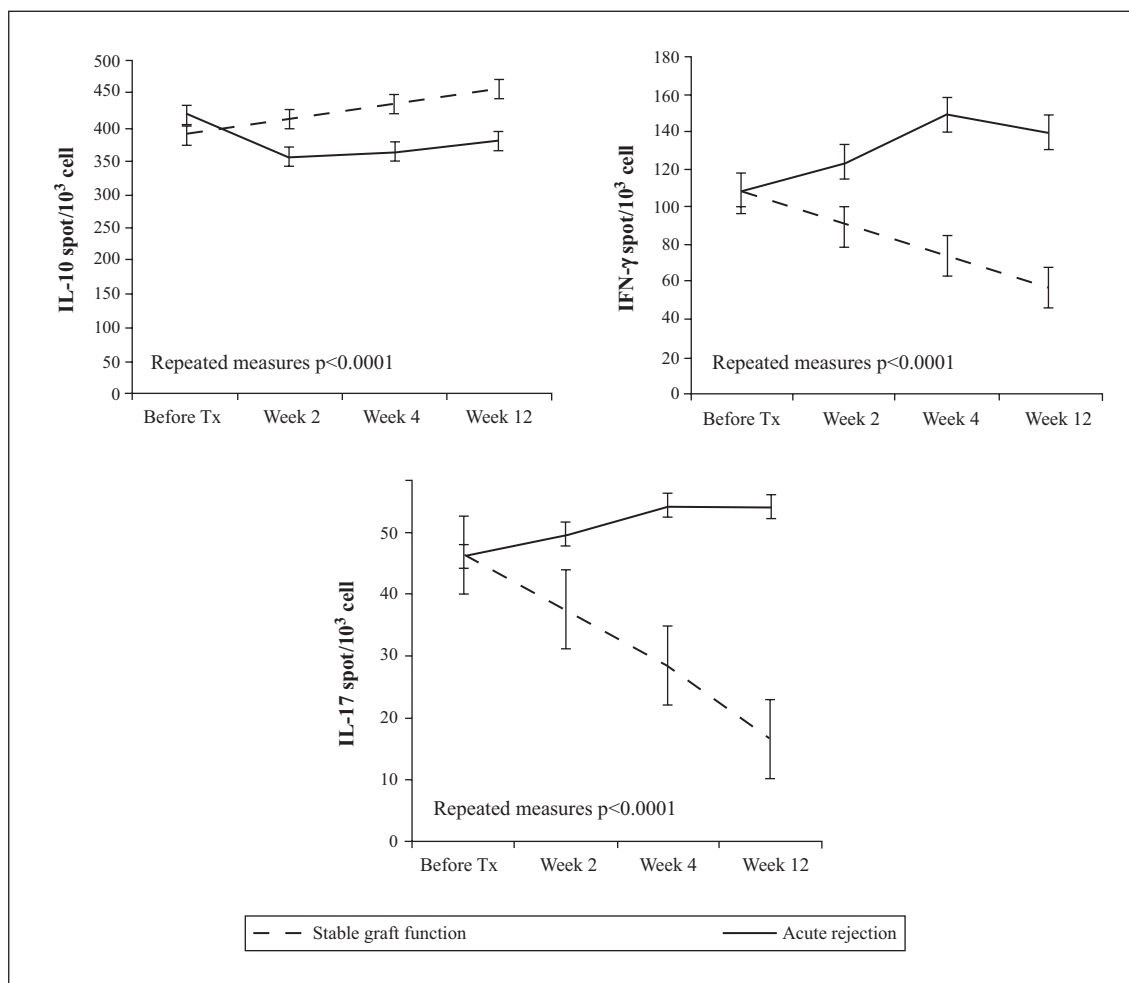 500
450
400
350
300
250
200
150
100
50
0
IL-10 spot/10³ cell
Repeated measures p<0.0001
Before Tx Week 2 Week 4 Week 12
180
160
140
120
100
80
60
40
20
0
IFN-γ spot/10³ cell
Repeated measures p<0.0001
Before Tx Week 2 Week 4 Week 12
50
40
30
20
10
0
IL-17 spot/10³ cell
Repeated measures p<0.0001
Before Tx Week 2 Week 4 Week 12
Stable graft function Acute rejection